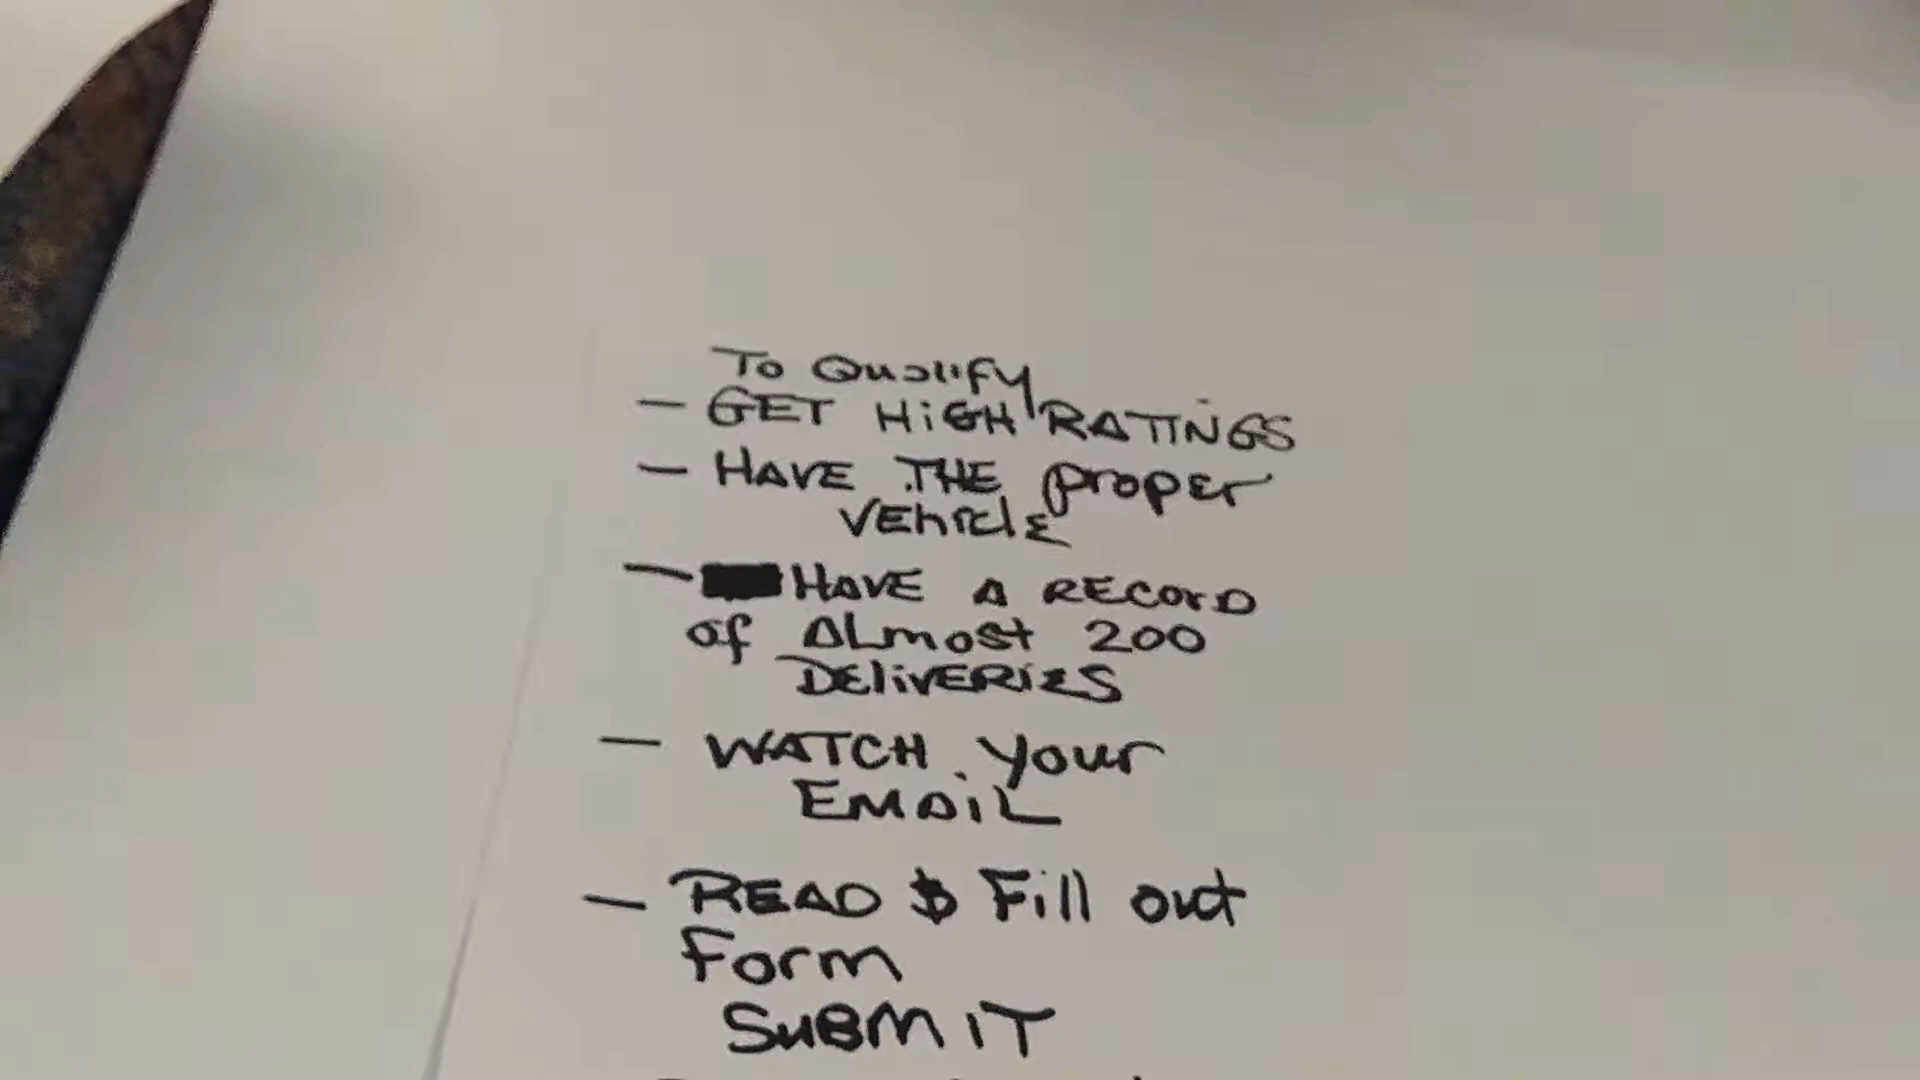 To Qualify
- GET HiGH RATINGS
- HAVE THE proper
VEhiclE
- HAVE A RECorD
of ALmost 200
DEliVERiES
- WATCH your
EMAiL
- READ & Fill out
Form
SuBMiT